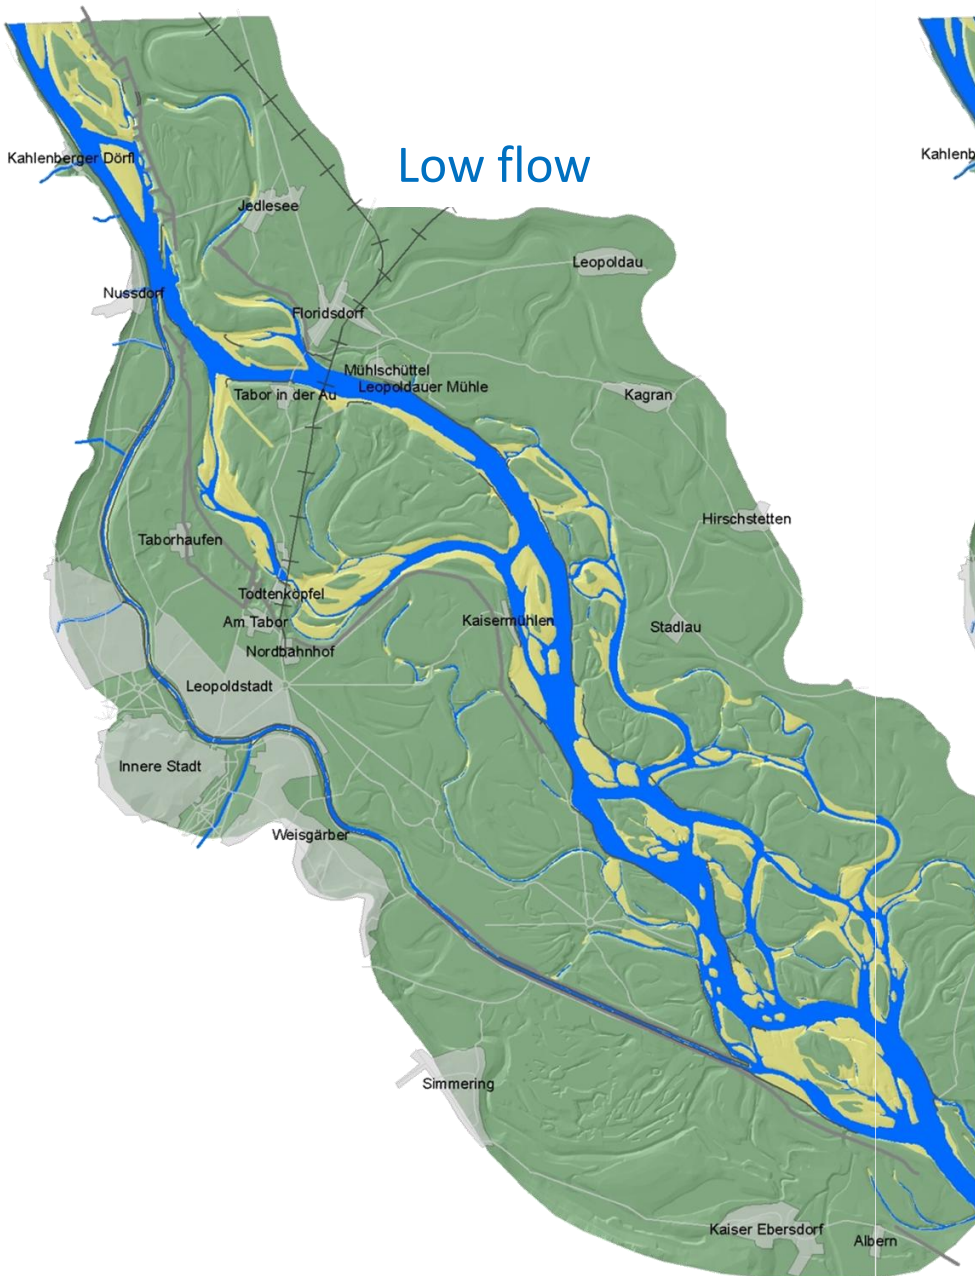 Low flow
Kahlenberger Dörfl
Kahlenb
Jedlesee
Leopoldau
Nussdorf
Floridsdorf
Mühlschüttel
Leopoldauer Mühle
Tabor in der Au
Kagran
Hirschstetten
Taborhaufen
Todtenköpfel
Am Tabor
Kaisermühlen
Stadlau
Nordbahnhof
Leopoldstadt
Innere Stadt
Weisgärber
Simmering
Kaiser Ebersdorf
Albern